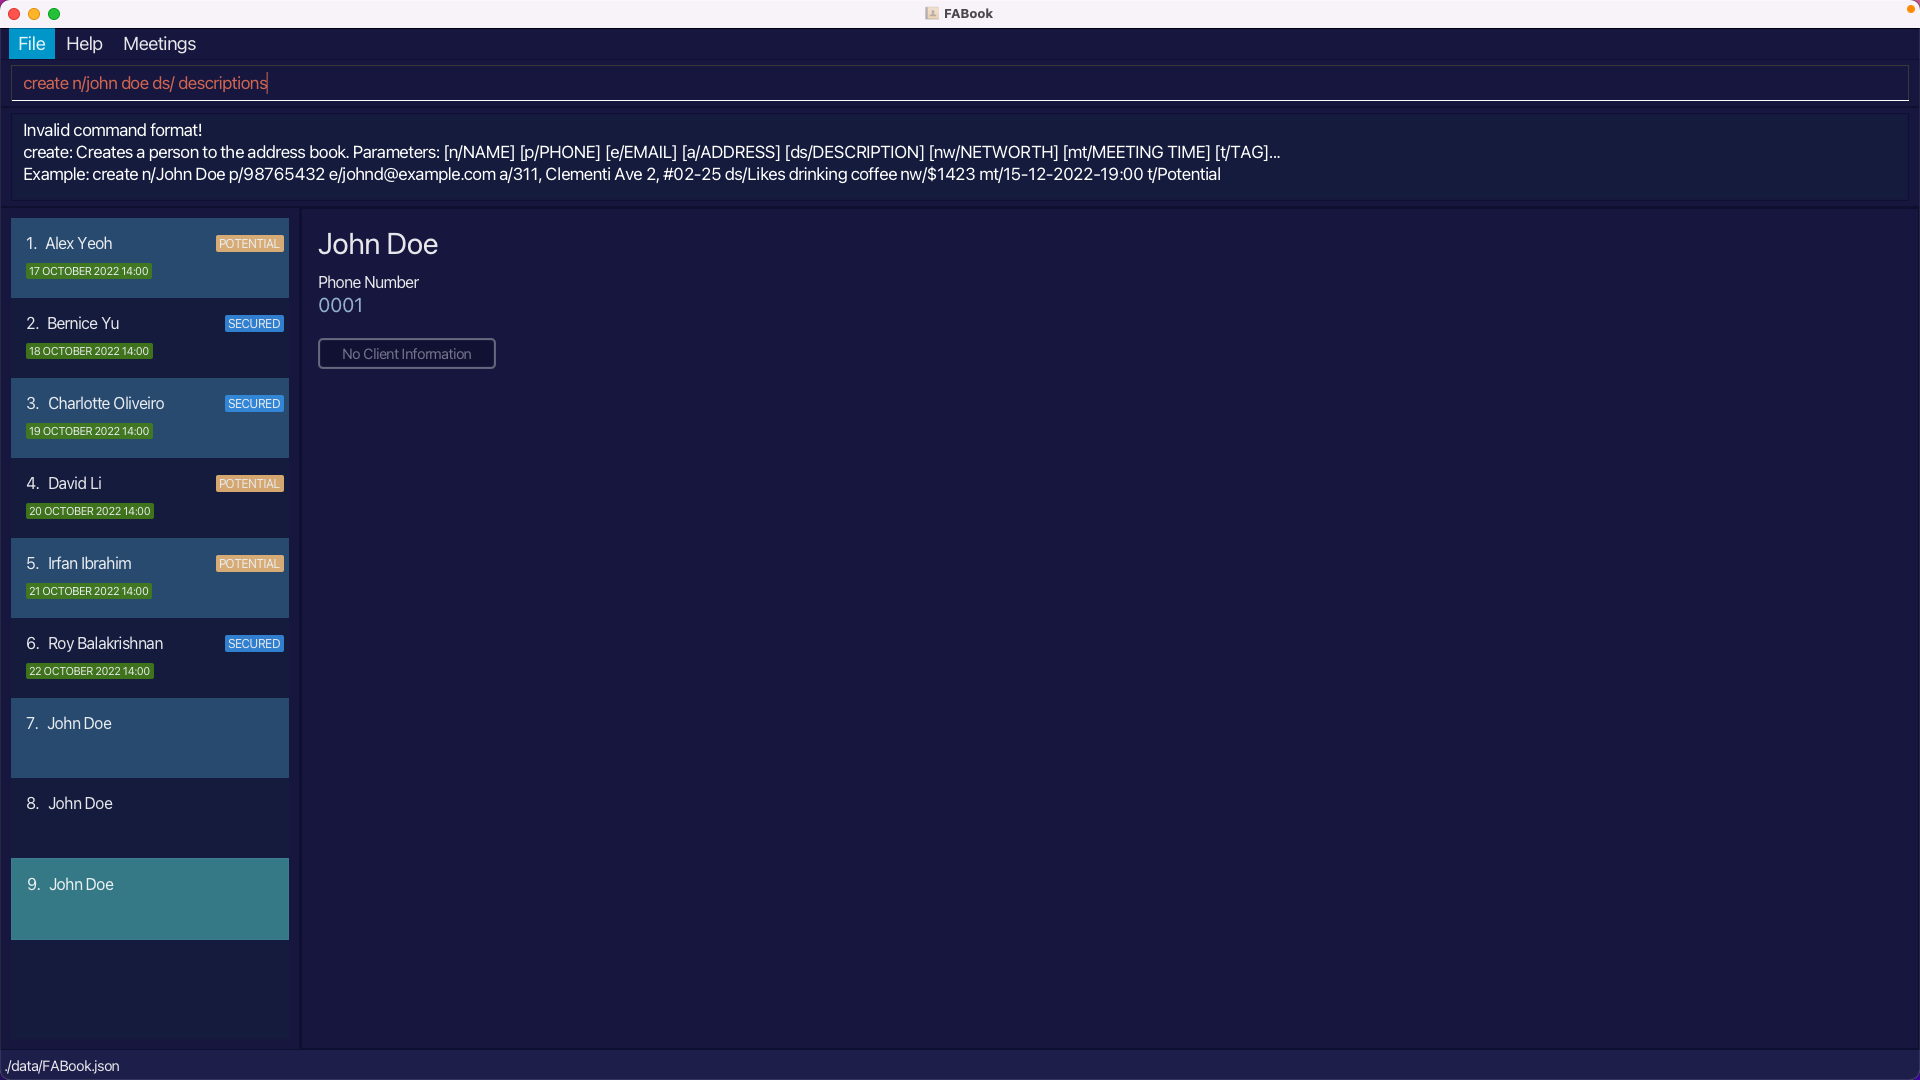 FABook
File Help Meetings
create n/john doe ds/ descriptions
Invalid command format!
create: Creates a person to the address book. Parameters: [n/NAME] [p/PHONE] [e/EMAIL] [a/ADDRESS] [ds/DESCRIPTION] [nw/NETWORTH] [mt/MEETING TIME] [t/TAG]...
Example: create n/John Doe p/98765432 e/johnd@example.com a/311, Clementi Ave 2, #02-25 ds/Likes drinking coffee nw/$1423 mt/15-12-2022-19:00 t/Potential
1. Alex Yeoh POTENTIAL
17 OCTOBER 2022 14:00
2. Bernice Yu SECURED
18 OCTOBER 2022 14:00
3. Charlotte Oliveiro SECURED
19 OCTOBER 2022 14:00
4. David Li POTENTIAL
20 OCTOBER 2022 14:00
5. Irfan Ibrahim POTENTIAL
21 OCTOBER 2022 14:00
6. Roy Balakrishnan SECURED
22 OCTOBER 2022 14:00
7. John Doe
8. John Doe
9. John Doe
John Doe
Phone Number
0001
No Client Information
./data/FABook.json